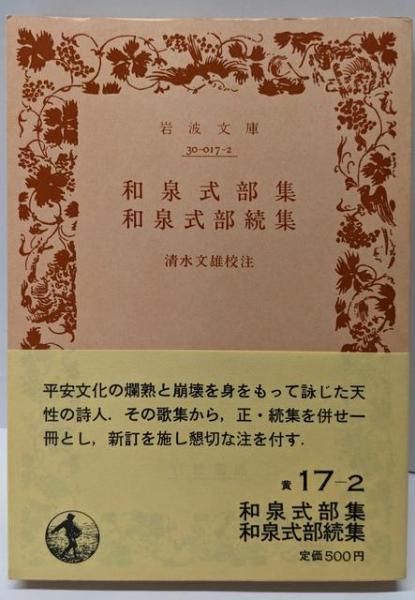 岩波文庫
30-017-2
和泉式部集
和泉式部続集
清水文雄校注
平安文化の爛熟と崩壊を身をもって詠じた天
性の詩人．その歌集から，正・続集を併せ一
冊とし，新訂を施し懇切な注を付す．
黄 17-2
和泉式部集
和泉式部続集
定価500円